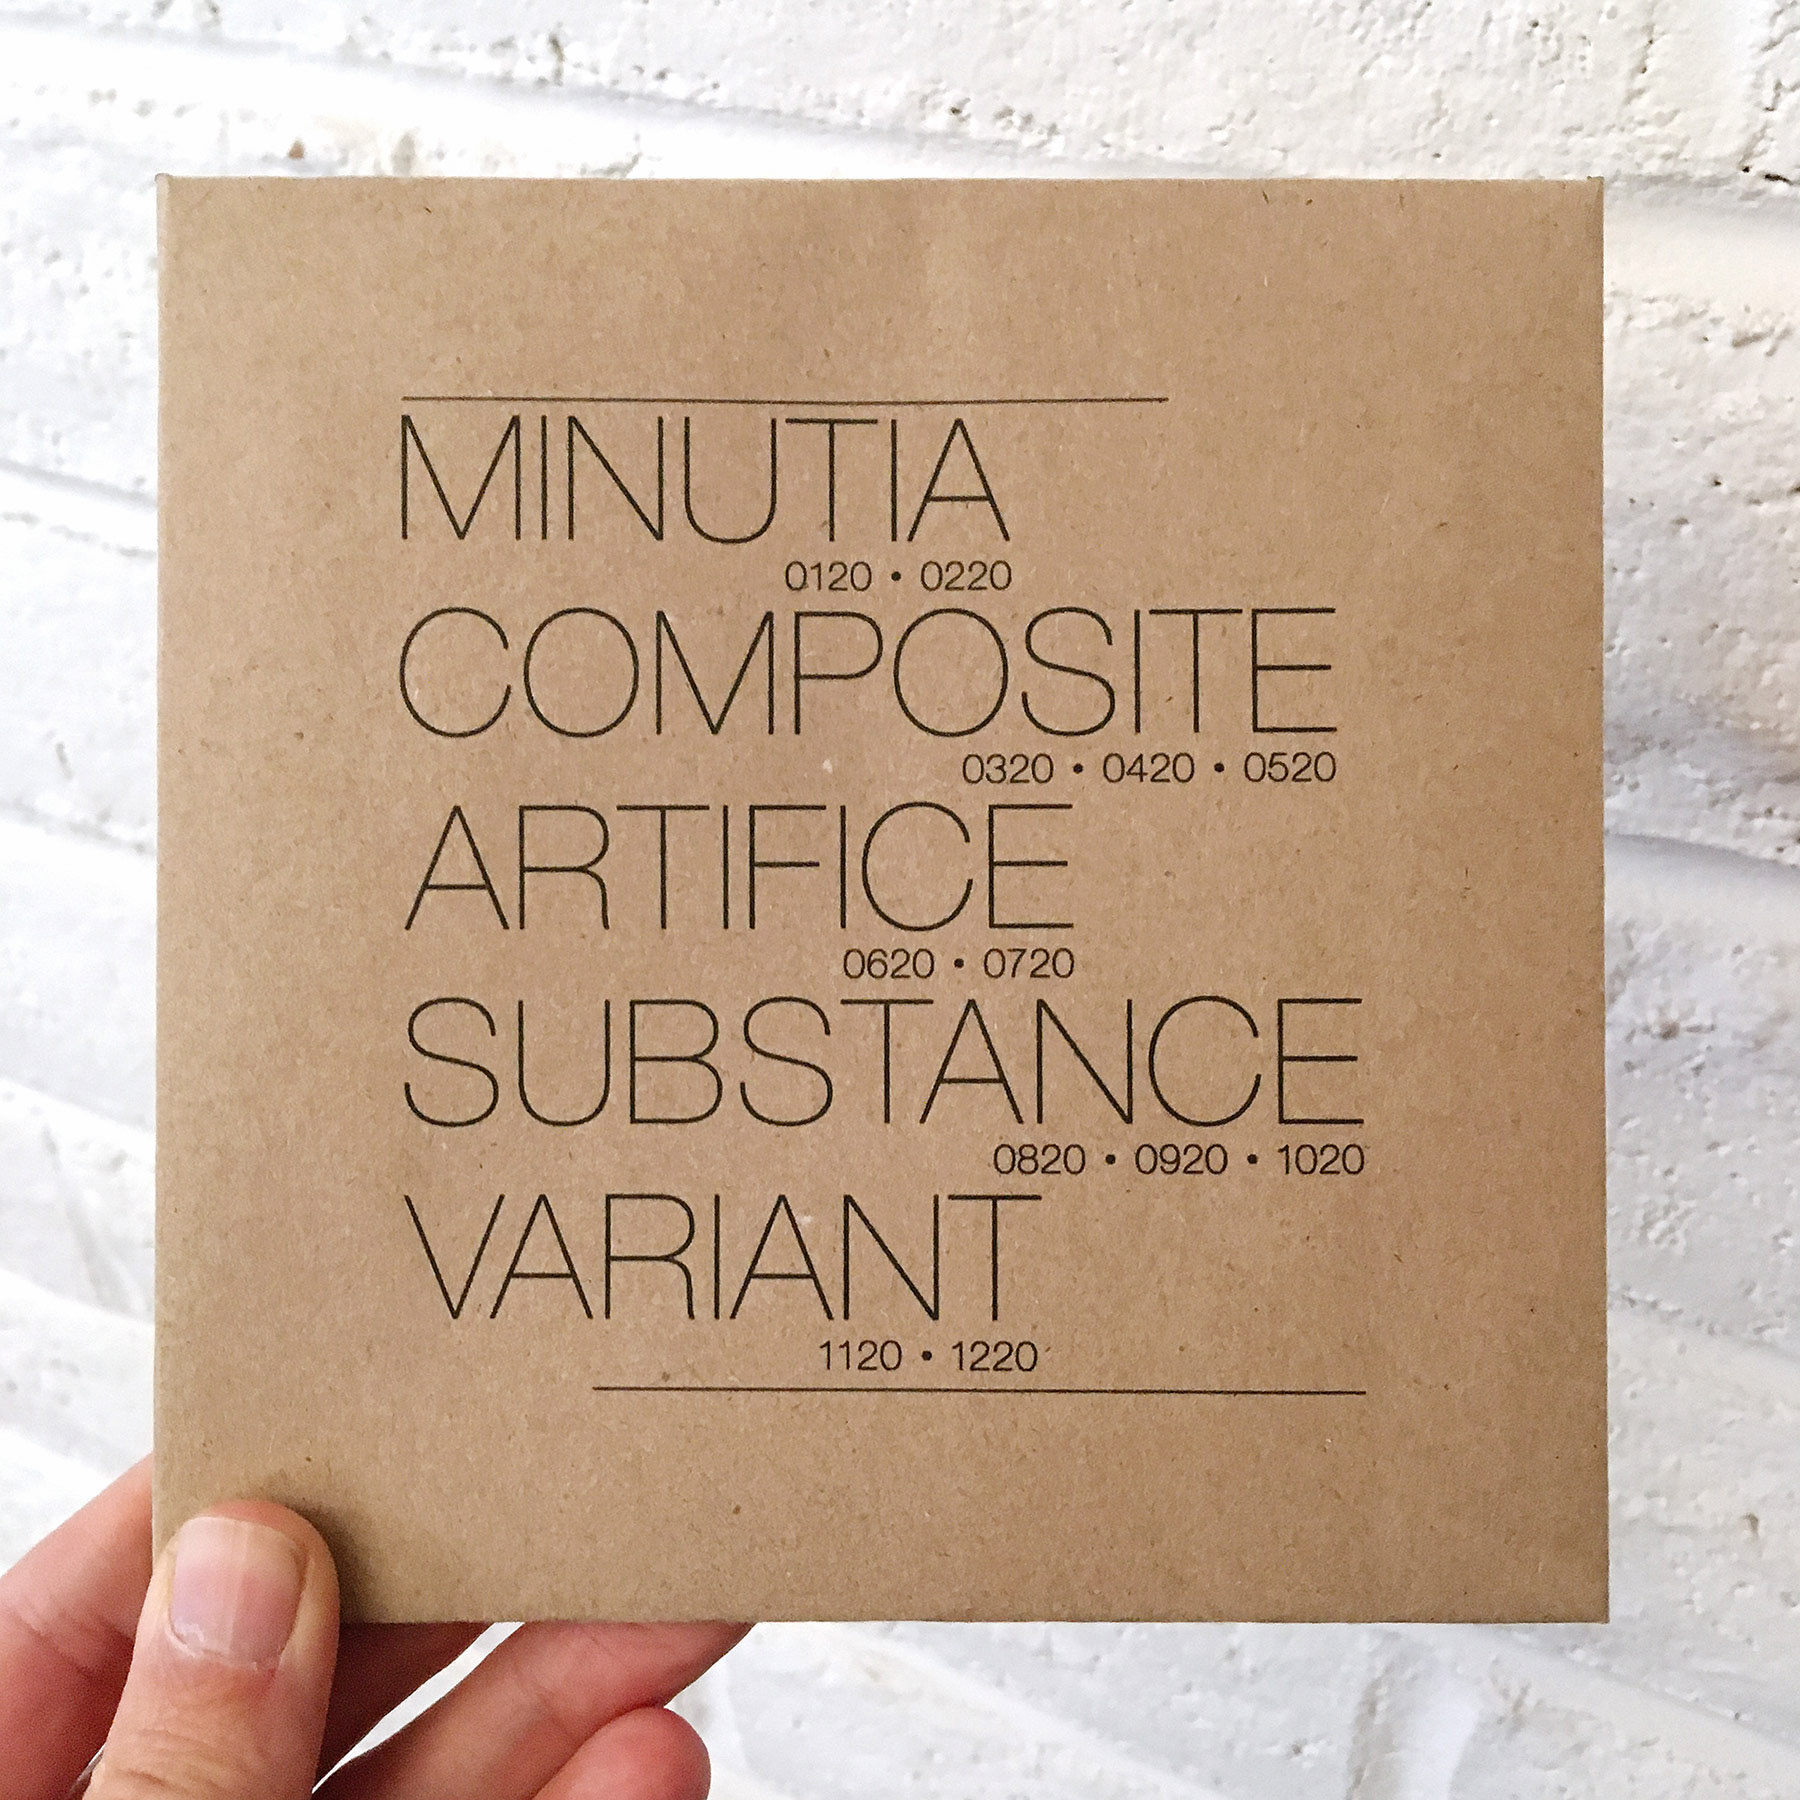 MINUTIA
0120 • 0220
COMPOSITE
0320 • 0420 • 0520
ARTIFICE
0620 • 0720
SUBSTANCE
0820 • 0920 • 1020
VARIANT
1120 • 1220